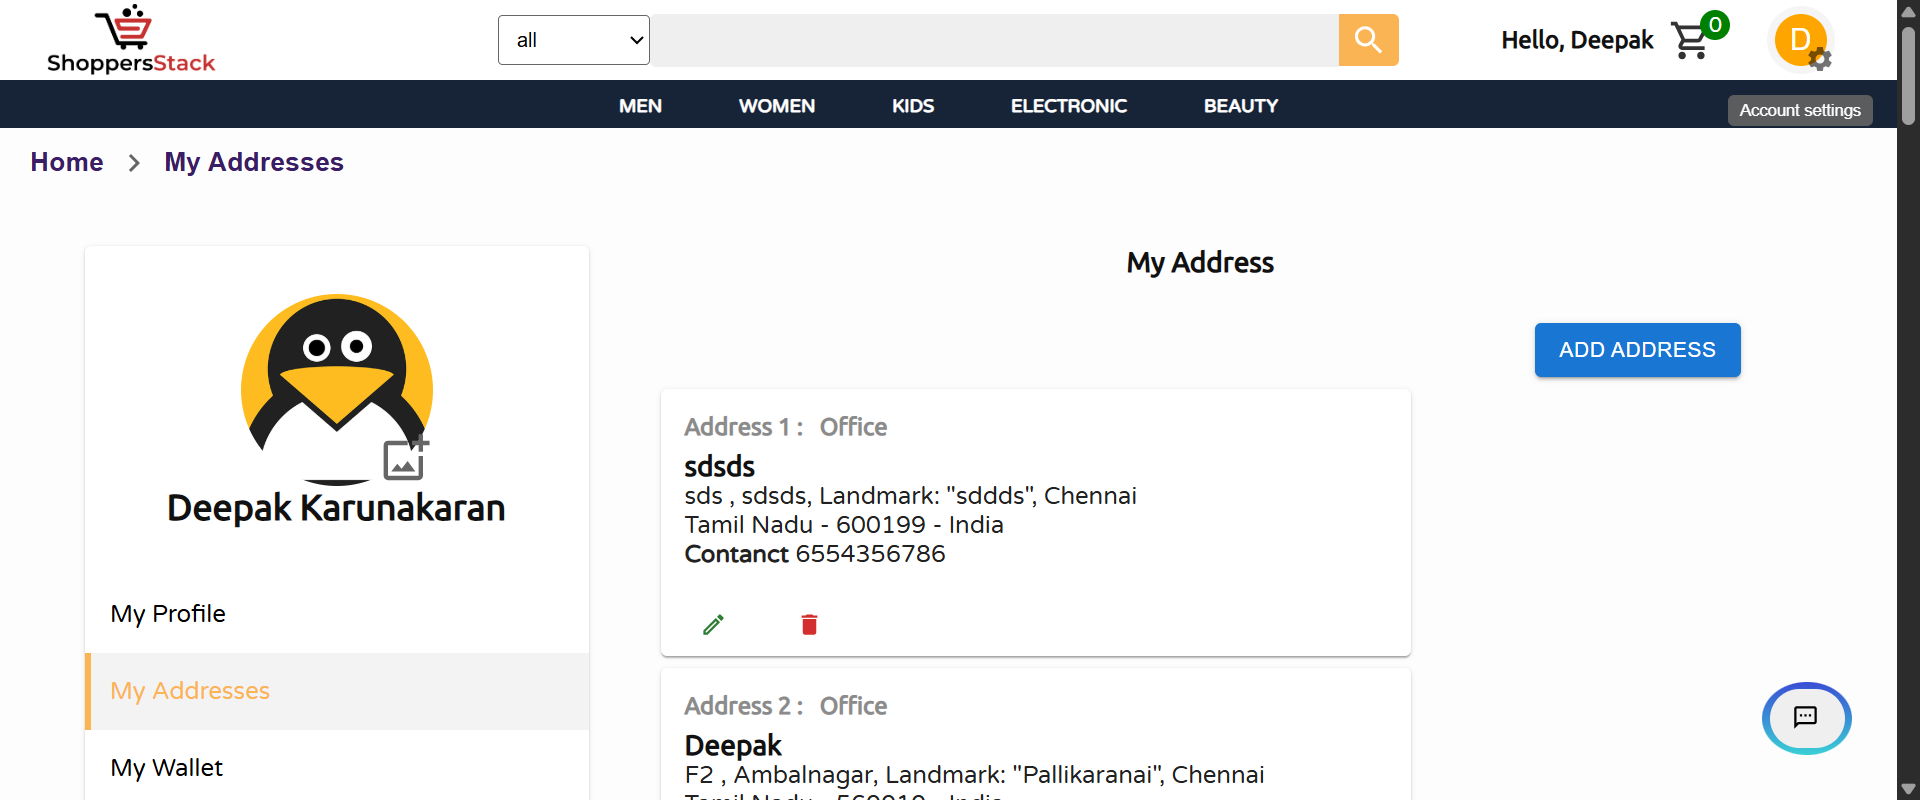 ShoppersStack
all
Hello, Deepak
0
D
MEN WOMEN KIDS ELECTRONIC BEAUTY
Account settings
Home > My Addresses
My Address
ADD ADDRESS
Deepak Karunakaran
My Profile
My Addresses
My Wallet
Address 1 : Office
sdsds
sds , sdsds, Landmark: "sddds", Chennai
Tamil Nadu - 600199 - India
Contanct 6554356786
Address 2 : Office
Deepak
F2 , Ambalnagar, Landmark: "Pallikaranai", Chennai